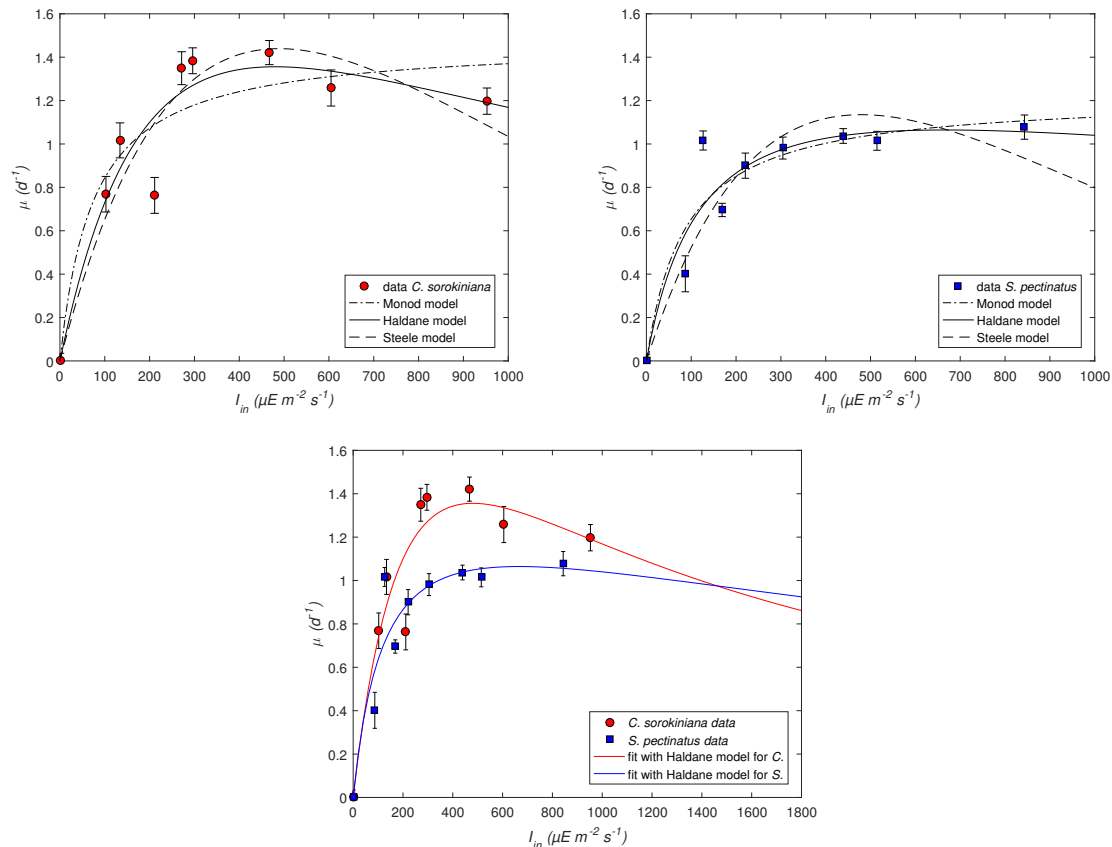 1.6
1.4
1.2
1
0.8
0.6
0.4
0.2
0
μ (d⁻¹)
0 100 200 300 400 500 600 700 800 900 1000
I_in (μE m⁻² s⁻¹)
data C. sorokiniana
Monod model
Haldane model
Steele model
1.6
1.4
1.2
1
0.8
0.6
0.4
0.2
0
μ (d⁻¹)
0 100 200 300 400 500 600 700 800 900 1000
I_in (μE m⁻² s⁻¹)
data S. pectinatus
Monod model
Haldane model
Steele model
1.6
1.4
1.2
1
0.8
0.6
0.4
0.2
0
μ (d⁻¹)
0 200 400 600 800 1000 1200 1400 1600 1800
I_in (μE m⁻² s⁻¹)
C. sorokiniana data
S. pectinatus data
fit with Haldane model for C.
fit with Haldane model for S.